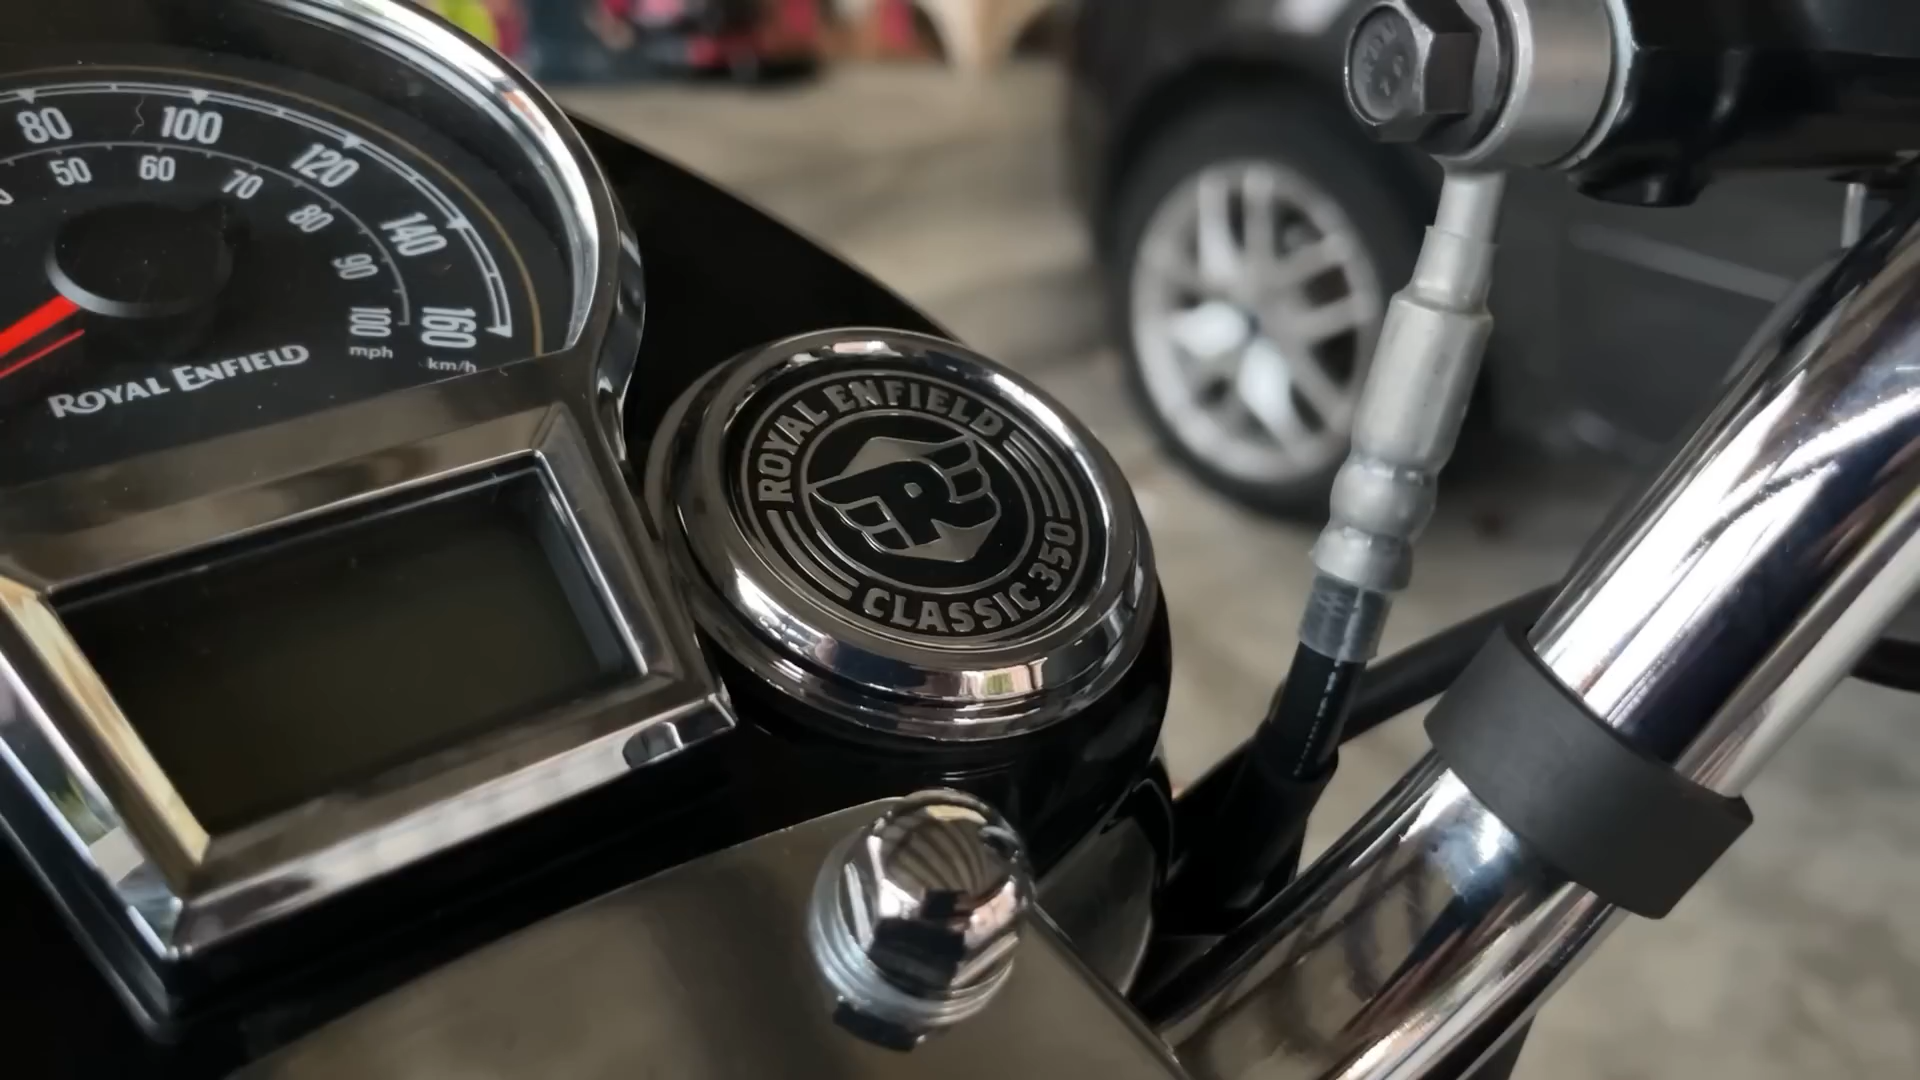 80
100
120
140
160
km/h
50
60
70
80
90
100
mph
ROYAL ENFIELD
ROYAL ENFIELD
R
CLASSIC 350